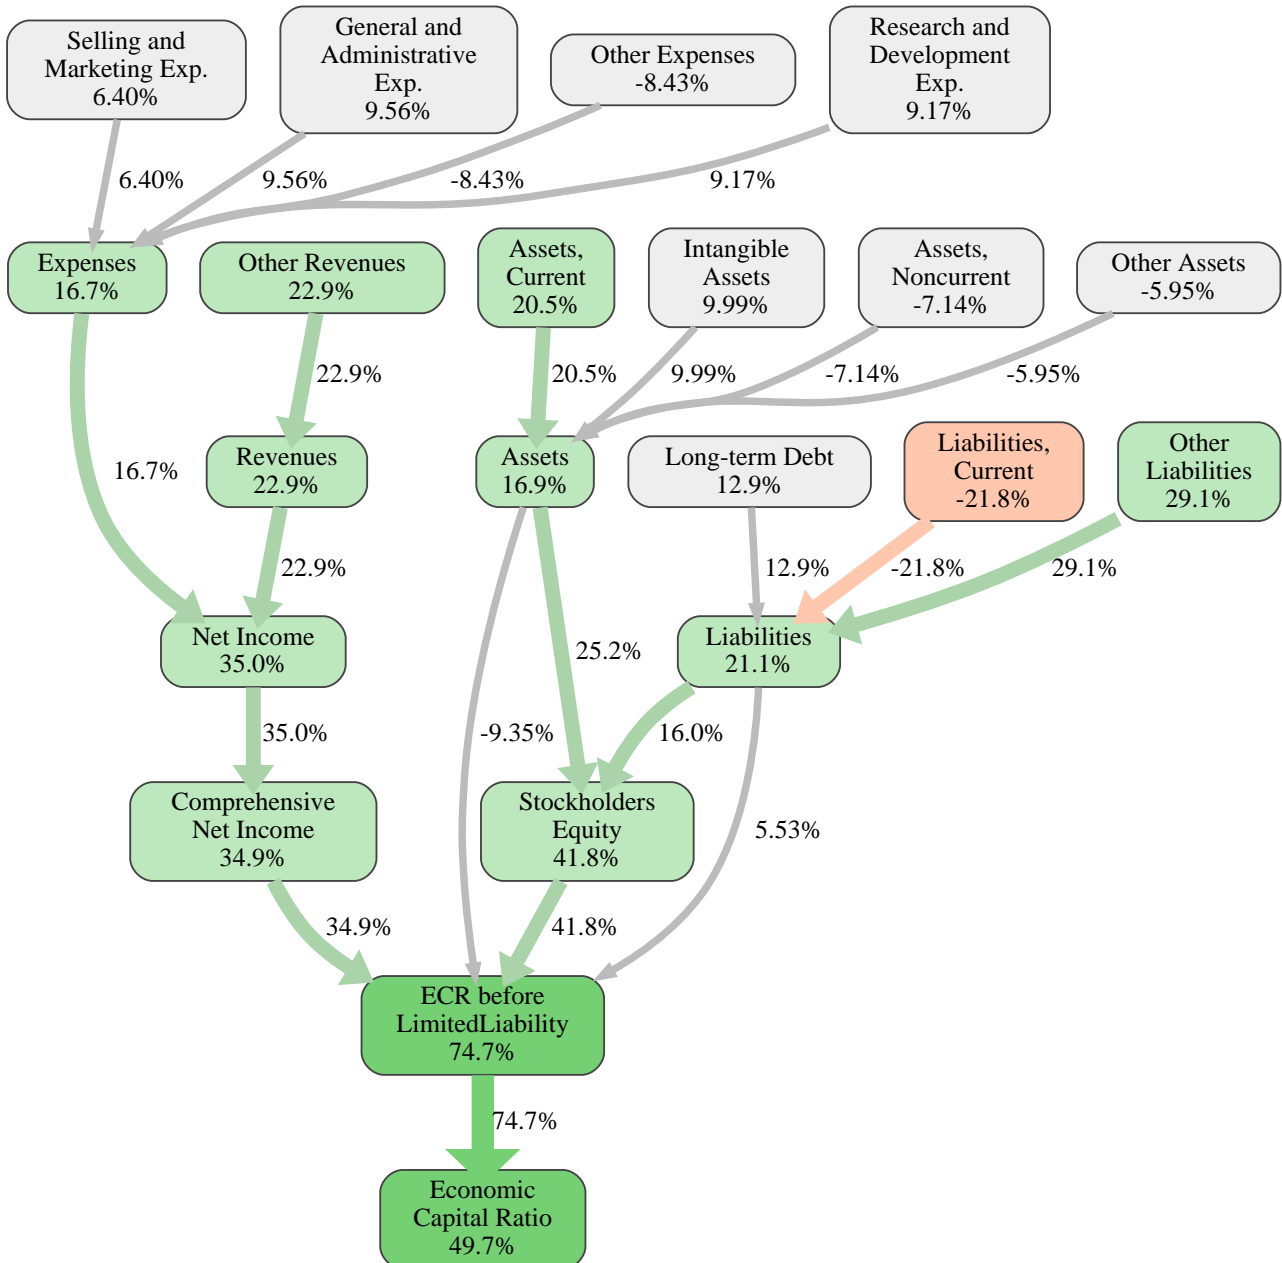 Selling and
Marketing Exp.
6.40%
General and
Administrative
Exp.
9.56%
Other Expenses
-8.43%
Research and
Development
Exp.
9.17%
6.40%
9.56%
-8.43%
9.17%
Expenses
16.7%
Other Revenues
22.9%
Assets,
Current
20.5%
Intangible
Assets
9.99%
Assets,
Noncurrent
-7.14%
Other Assets
-5.95%
22.9%
20.5%
9.99%
-7.14%
-5.95%
16.7%
Revenues
22.9%
Assets
16.9%
Long-term Debt
12.9%
Liabilities,
Current
-21.8%
Other
Liabilities
29.1%
22.9%
12.9%
-21.8%
29.1%
Net Income
35.0%
25.2%
Liabilities
21.1%
35.0%
-9.35%
16.0%
Comprehensive
Net Income
34.9%
Stockholders
Equity
41.8%
5.53%
34.9%
41.8%
ECR before
LimitedLiability
74.7%
74.7%
Economic
Capital Ratio
49.7%